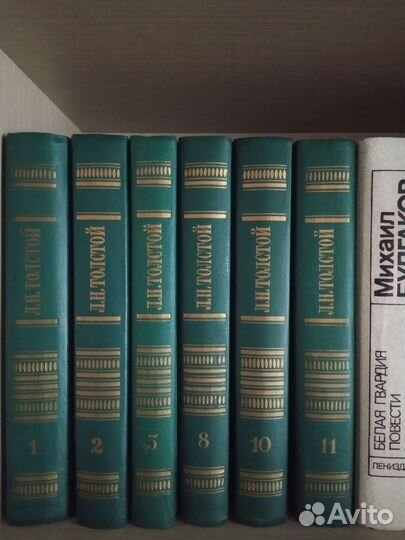 Л.Н.ТОЛСТОЙ
1
Л.Н.ТОЛСТОЙ
2
Л.Н.ТОЛСТОЙ
5
Л.Н.ТОЛСТОЙ
8
Л.Н.ТОЛСТОЙ
10
Л.Н.ТОЛСТОЙ
11
Михаил
БУЛГАКОВ
БЕЛАЯ ГВАРДИЯ
ПОВЕСТИ
Avito